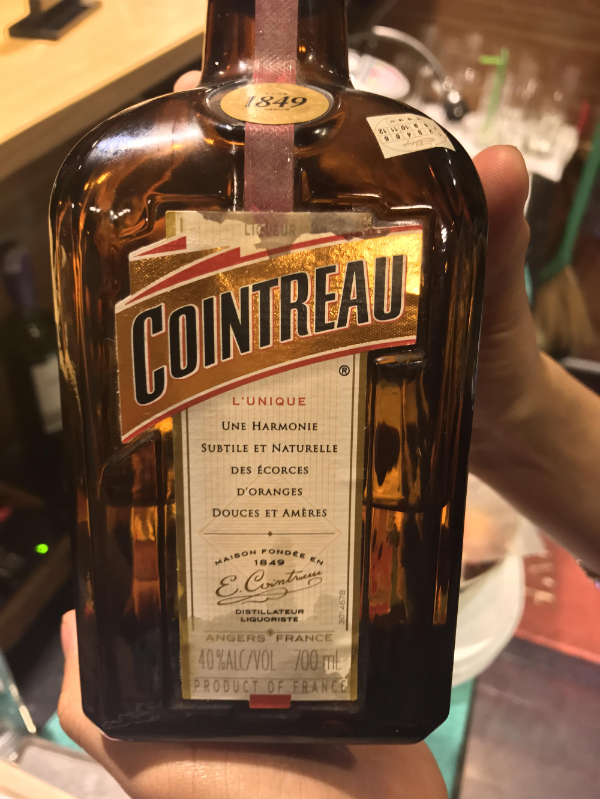 1849
LIQUEUR
COINTREAU
®
L'UNIQUE
UNE HARMONIE
SUBTILE ET NATURELLE
DES ÉCORCES
D'ORANGES
DOUCES ET AMÈRES
MAISON FONDÉE EN
1849
E. Cointreau
DISTILLATEUR
LIQUORISTE
ANGERS FRANCE
40%ALC/VOL 700 mL
PRODUCT OF FRANCE